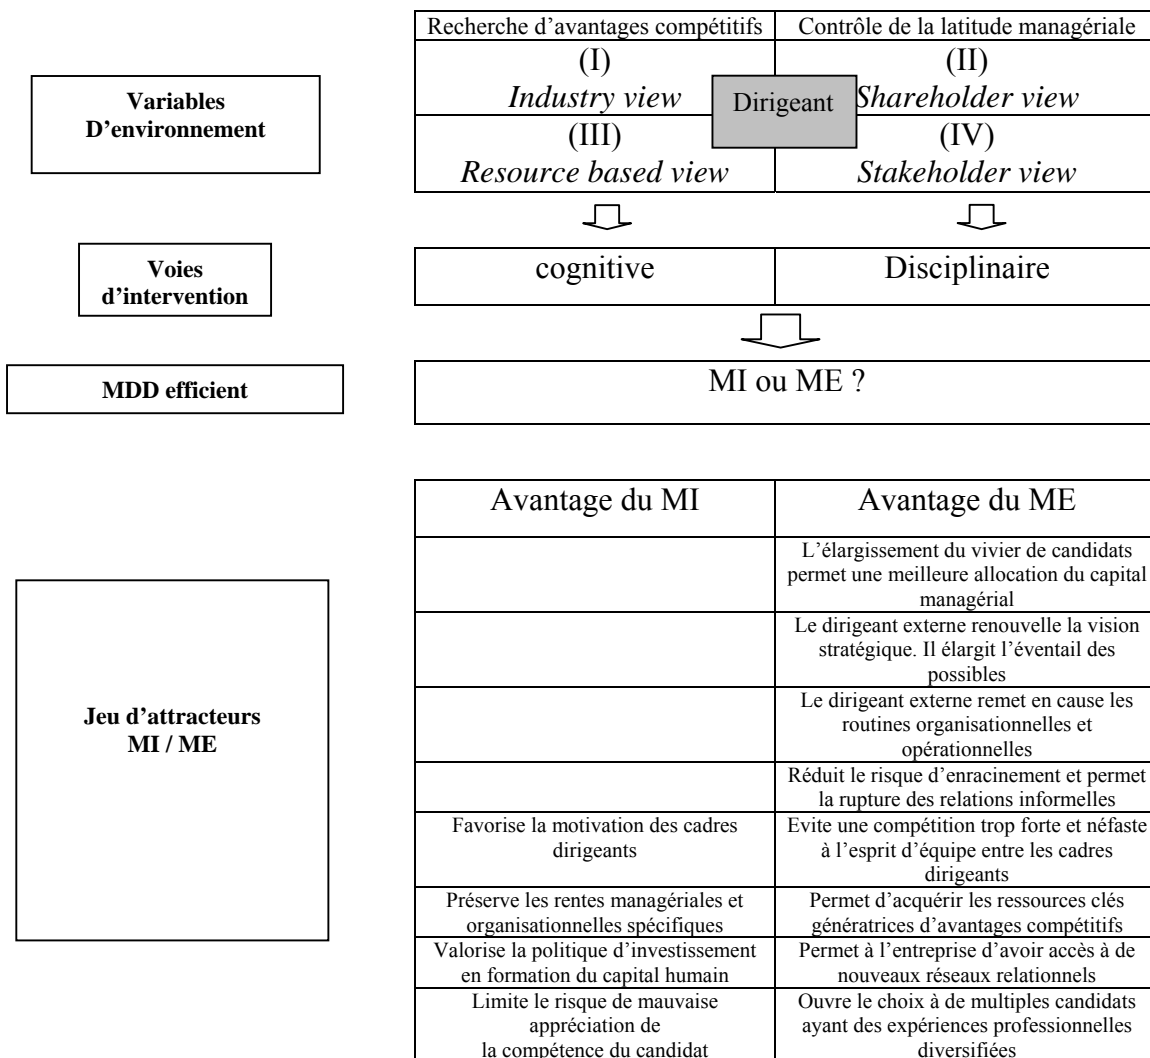 Recherche d'avantages compétitifs
Contrôle de la latitude managériale
Variables
D'environnement
(I)
Industry view
(II)
Shareholder view
Dirigeant
(III)
Resource based view
(IV)
Stakeholder view
Voies
d'intervention
cognitive
Disciplinaire
MDD efficient
MI ou ME ?
Jeu d'attracteurs
MI / ME
Avantage du MI
Avantage du ME
L'élargissement du vivier de candidats
permet une meilleure allocation du capital
managérial
Le dirigeant externe renouvelle la vision
stratégique. Il élargit l'éventail des
possibles
Le dirigeant externe remet en cause les
routines organisationnelles et
opérationnelles
Réduit le risque d'enracinement et permet
la rupture des relations informelles
Favorise la motivation des cadres
dirigeants
Evite une compétition trop forte et néfaste
à l'esprit d'équipe entre les cadres
dirigeants
Préserve les rentes managériales et
organisationnelles spécifiques
Permet d'acquérir les ressources clés
génératrices d'avantages compétitifs
Valorise la politique d'investissement
en formation du capital humain
Permet à l'entreprise d'avoir accès à de
nouveaux réseaux relationnels
Limite le risque de mauvaise
appréciation de
la compétence du candidat
Ouvre le choix à de multiples candidats
ayant des expériences professionnelles
diversifiées